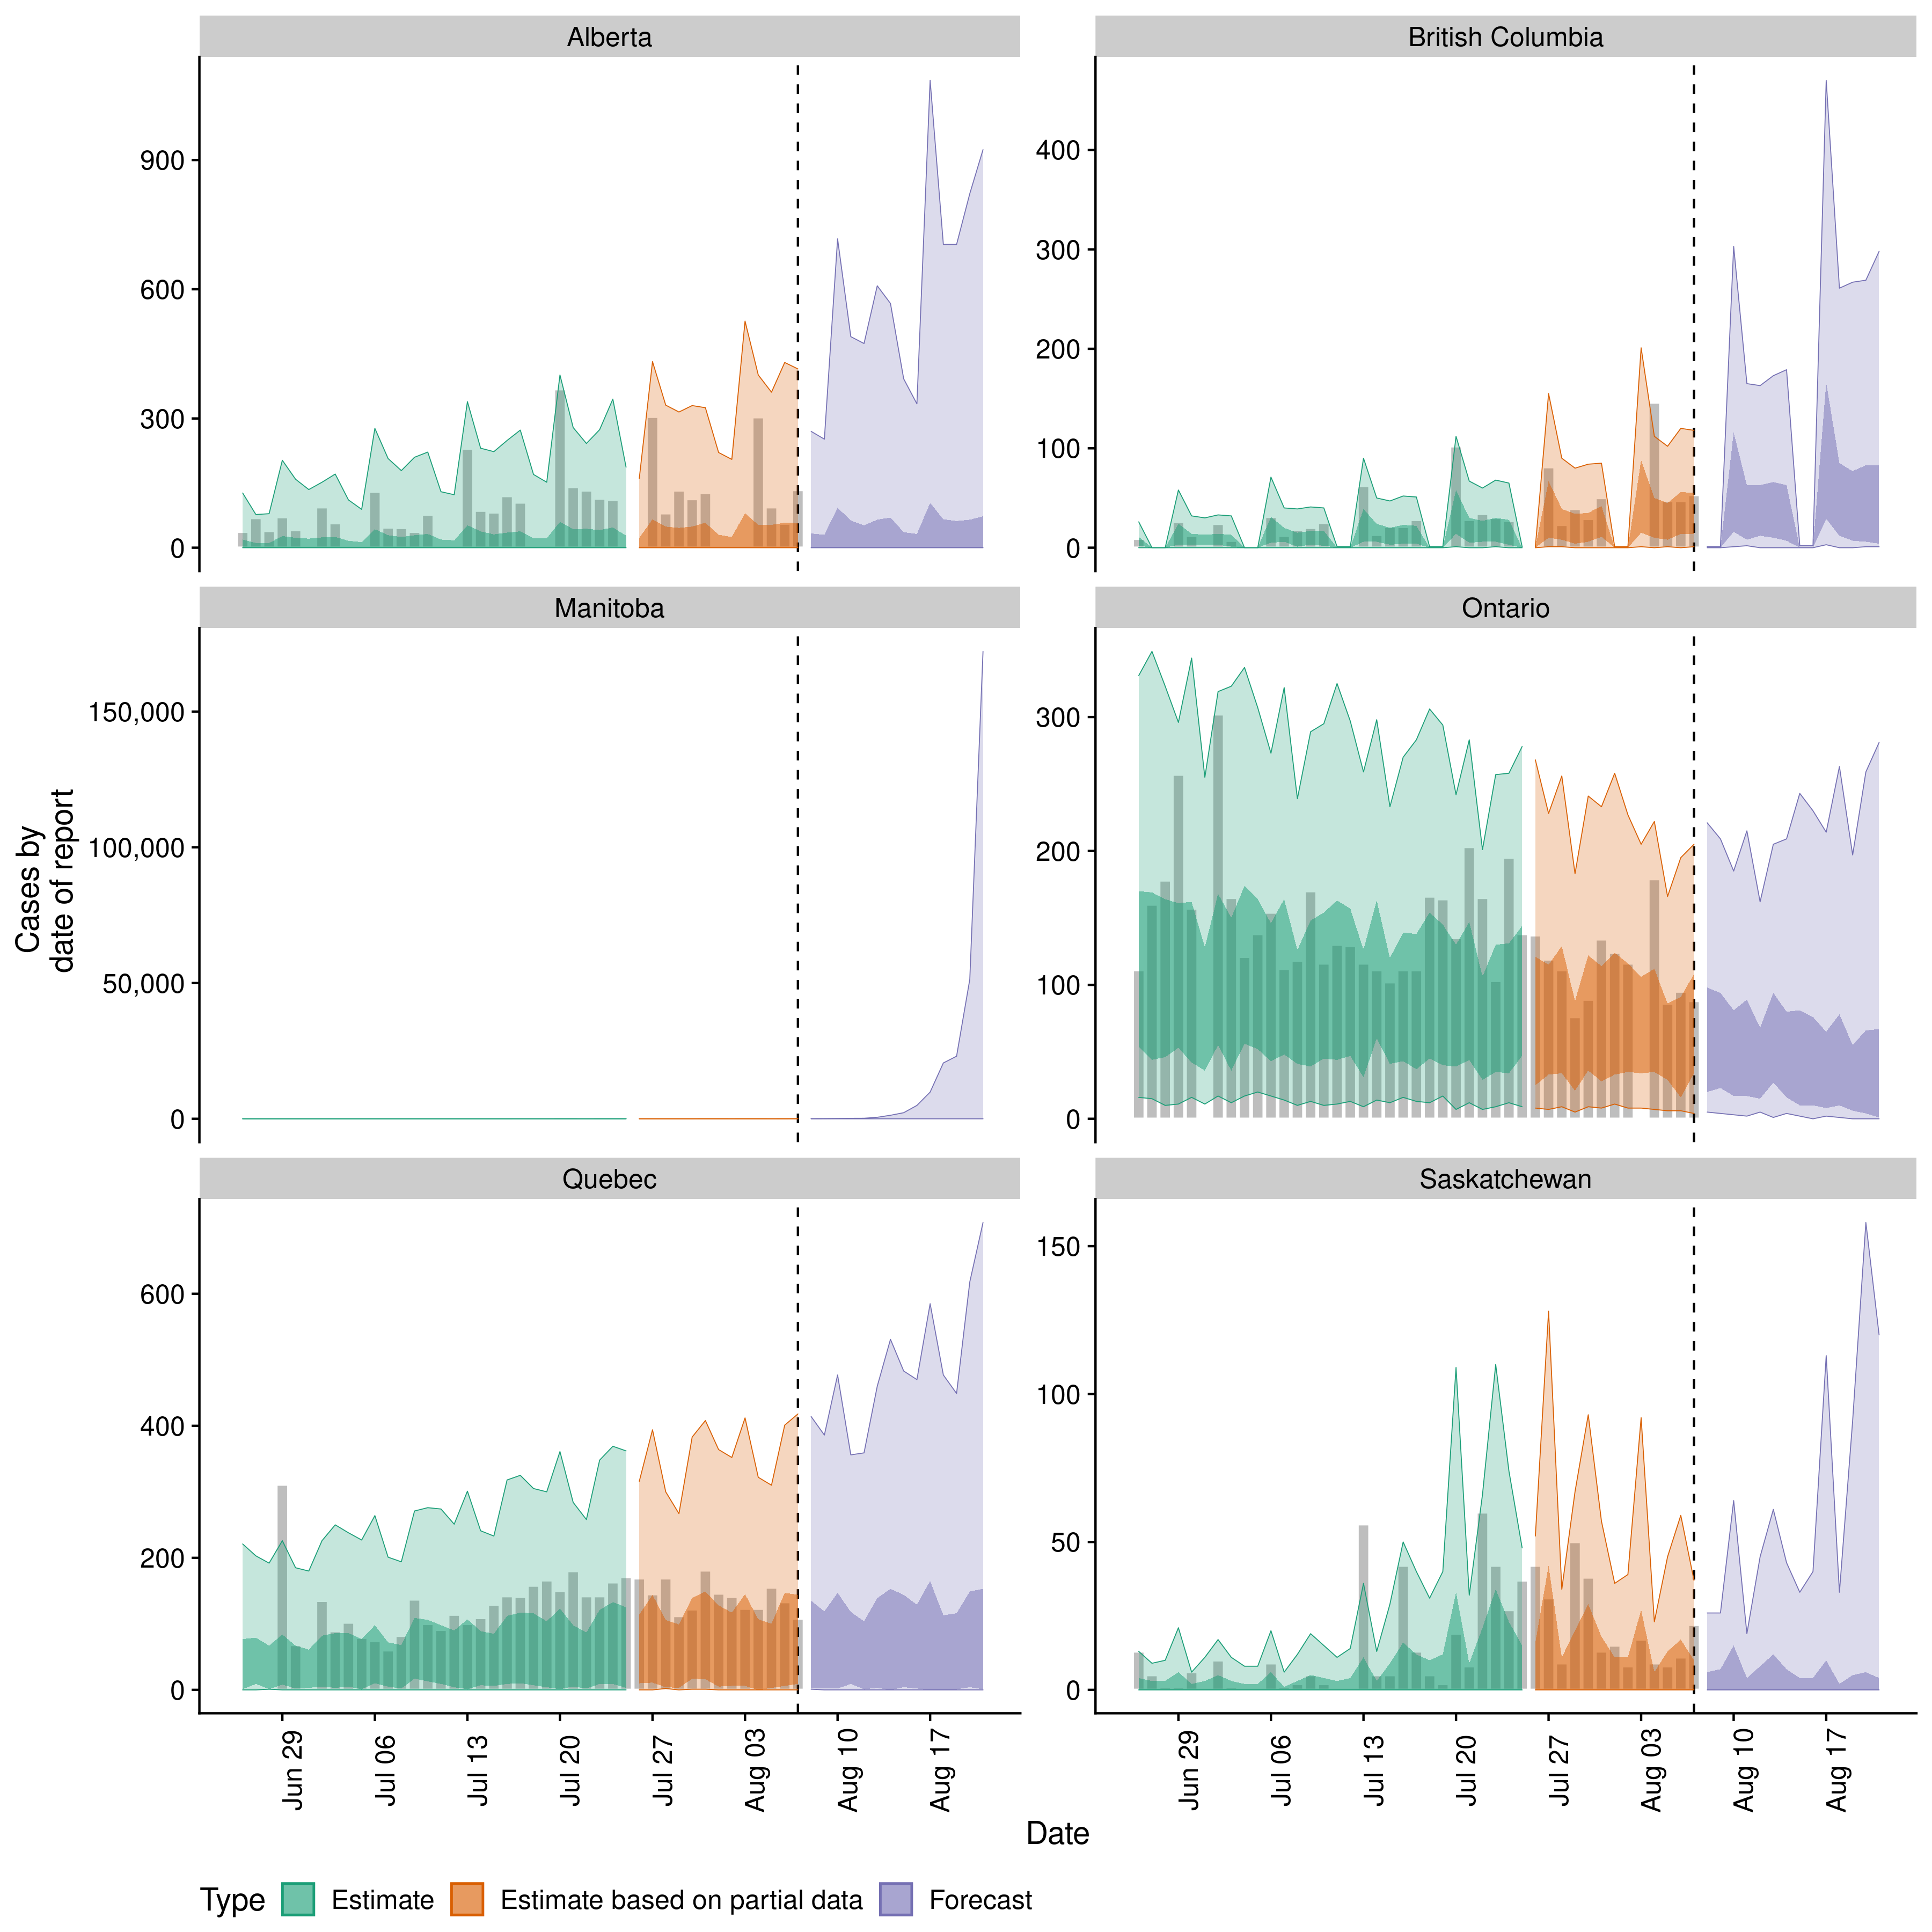 Alberta
British Columbia
900
600
300
0
400
300
200
100
0
Manitoba
Ontario
150,000
100,000
50,000
0
300
200
100
0
Cases by
date of report
Quebec
Saskatchewan
600
400
200
0
150
100
50
0
Jun 29
Jul 06
Jul 13
Jul 20
Jul 27
Aug 03
Aug 10
Aug 17
Jun 29
Jul 06
Jul 13
Jul 20
Jul 27
Aug 03
Aug 10
Aug 17
Date
Type Estimate Estimate based on partial data Forecast